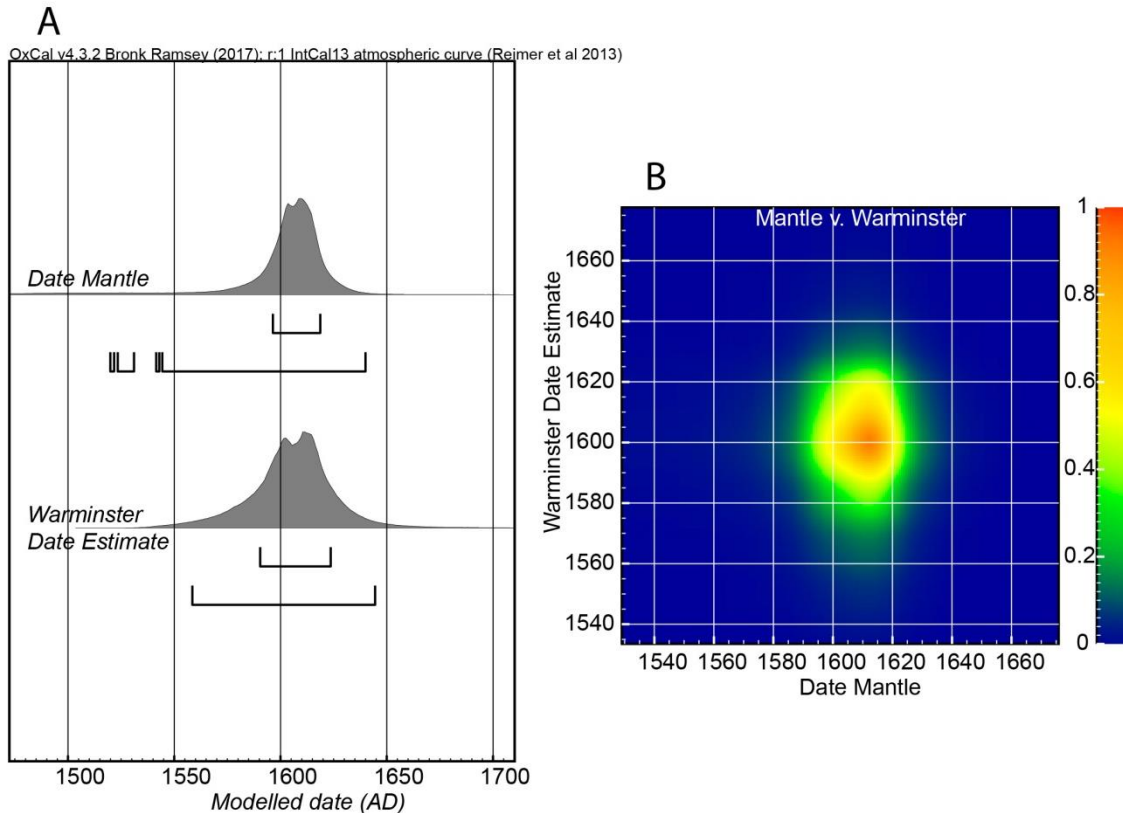 A
OxCal v4.3.2 Bronk Ramsey (2017); r:1 IntCal13 atmospheric curve (Reimer et al 2013)
Date Mantle
Warminster
Date Estimate
1500 1550 1600 1650 1700
Modelled date (AD)
B
Mantle v. Warminster
Warminster Date Estimate
1660
1640
1620
1600
1580
1560
1540
1540 1560 1580 1600 1620 1640 1660
Date Mantle
1
0.8
0.6
0.4
0.2
0